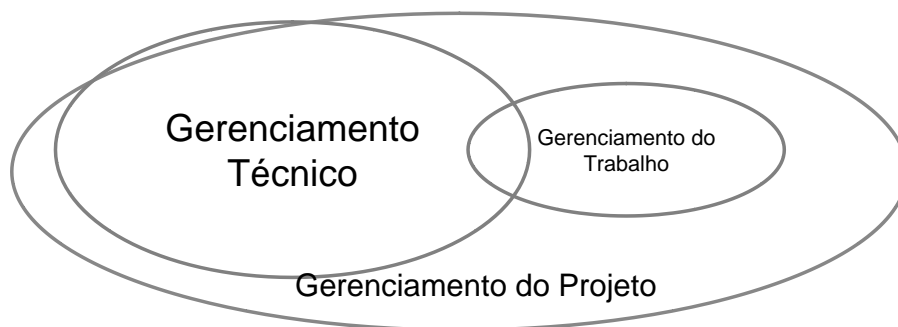 Gerenciamento
Técnico
Gerenciamento do
Trabalho
Gerenciamento do Projeto